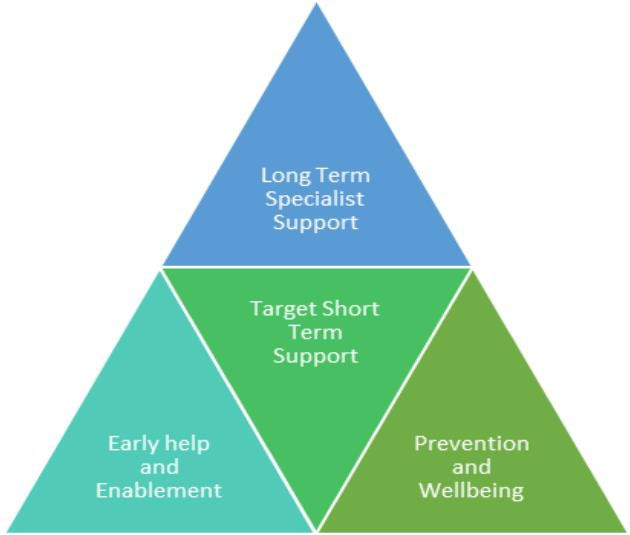 Long Term
Specialist
Support
Target Short
Term
Support
Early help
and
Enablement
Prevention
and
Wellbeing